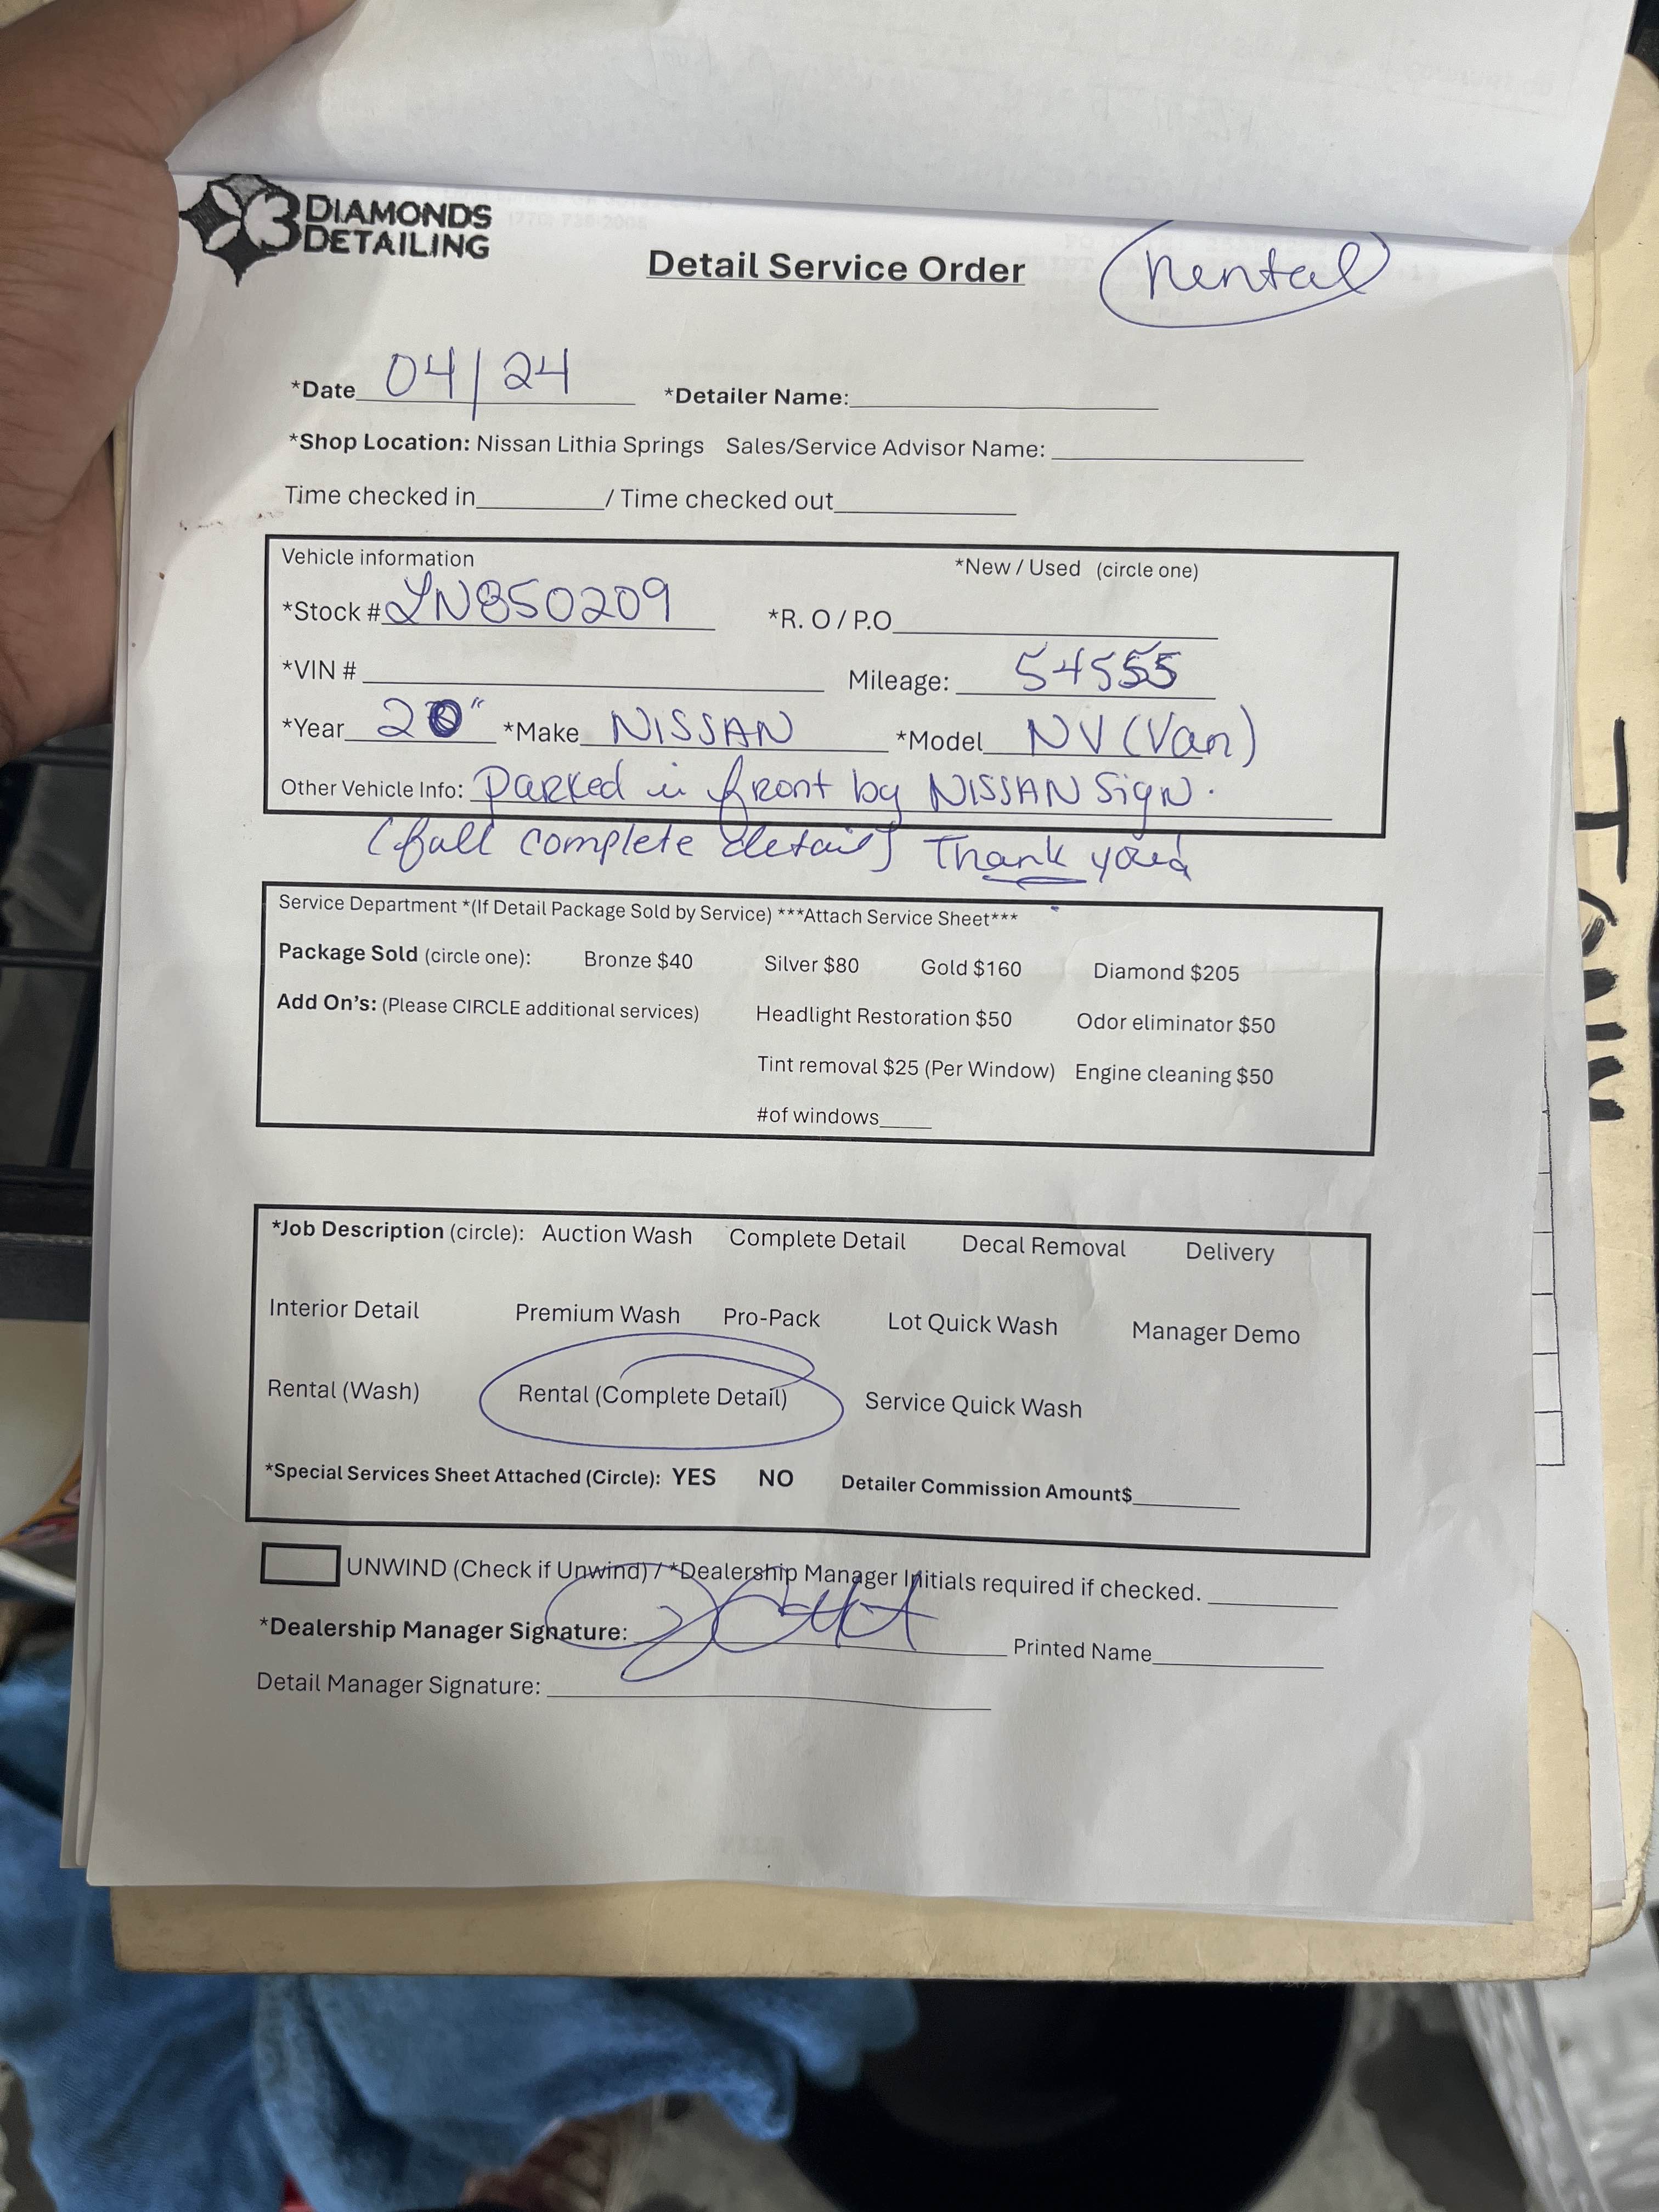 3 DIAMONDS
DETAILING
Detail Service Order
Rental
*Date 04/24 *Detailer Name:
*Shop Location: Nissan Lithia Springs Sales/Service Advisor Name:
Time checked in / Time checked out
Vehicle information *New / Used (circle one)
*Stock # LN850209 *R. O / P.O
*VIN # Mileage: 54555
*Year 20" *Make NISSAN *Model NV (Van)
Other Vehicle Info: Parked in front by NISSAN Sign.
(full complete detail) Thank you!
Service Department *(If Detail Package Sold by Service) ***Attach Service Sheet***
Package Sold (circle one): Bronze $40 Silver $80 Gold $160 Diamond $205
Add On's: (Please CIRCLE additional services) Headlight Restoration $50 Odor eliminator $50
Tint removal $25 (Per Window) Engine cleaning $50
#of windows
*Job Description (circle): Auction Wash Complete Detail Decal Removal Delivery
Interior Detail Premium Wash Pro-Pack Lot Quick Wash Manager Demo
Rental (Wash) Rental (Complete Detail) Service Quick Wash
*Special Services Sheet Attached (Circle): YES NO Detailer Commission Amount$
UNWIND (Check if Unwind) / *Dealership Manager Initials required if checked.
*Dealership Manager Signature: Printed Name
Detail Manager Signature: